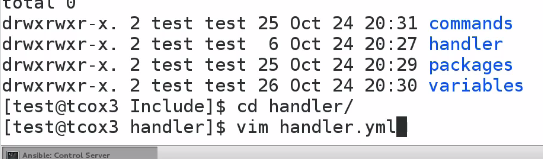 total 0
drwxrwxr-x. 2 test test 25 Oct 24 20:31 commands
drwxrwxr-x. 2 test test  6 Oct 24 20:27 handler
drwxrwxr-x. 2 test test 25 Oct 24 20:29 packages
drwxrwxr-x. 2 test test 26 Oct 24 20:30 variables
[test@tcox3 Include]$ cd handler/
[test@tcox3 handler]$ vim handler.yml
Ansible: Control Server